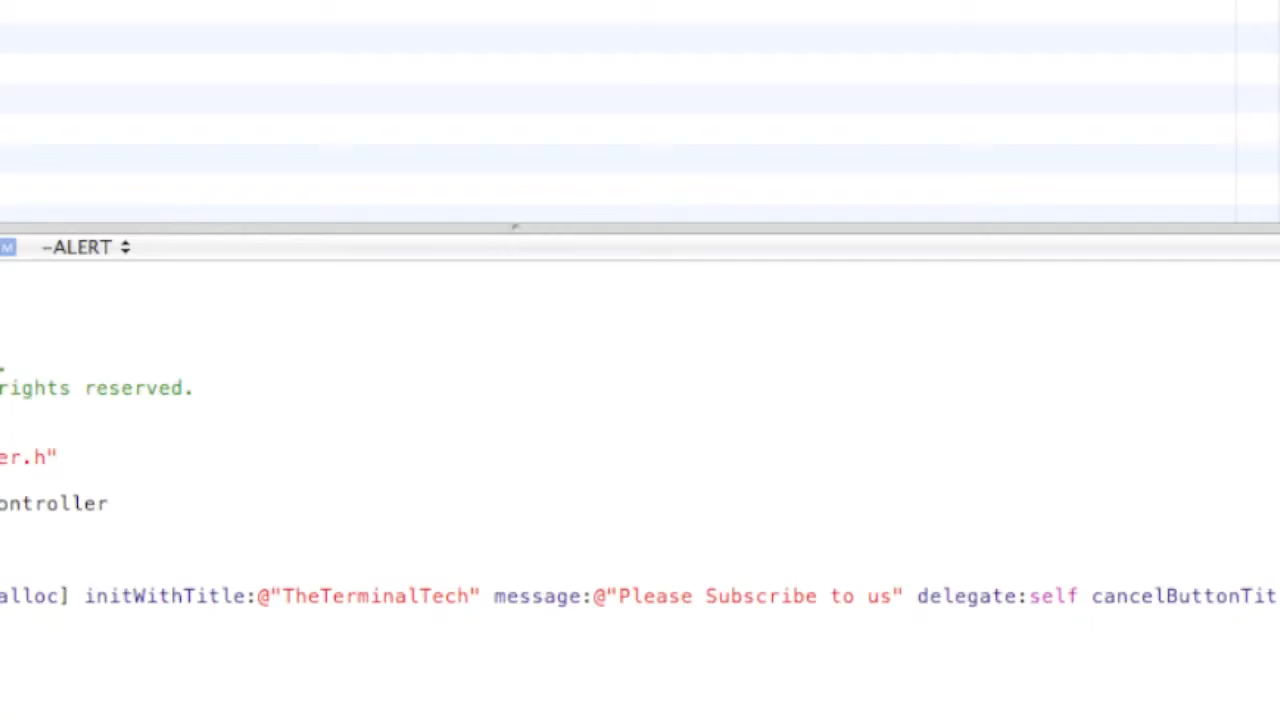 M -ALERT
rights reserved.
er.h"
ontroller
alloc] initWithTitle:@"TheTerminalTech" message:@"Please Subscribe to us" delegate:self cancelButtonTit